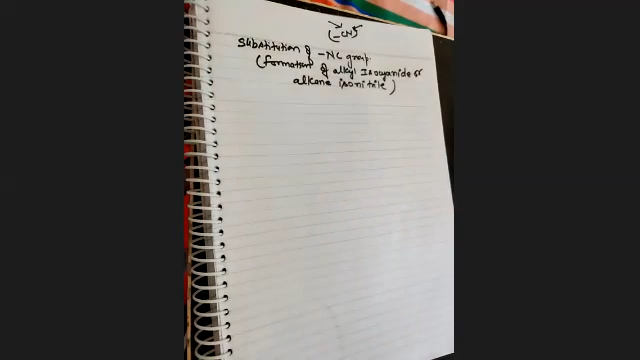 (-CN)
Substitution of -NC group
(formation of alkyl Isocyanide or
alkane isonitrile)